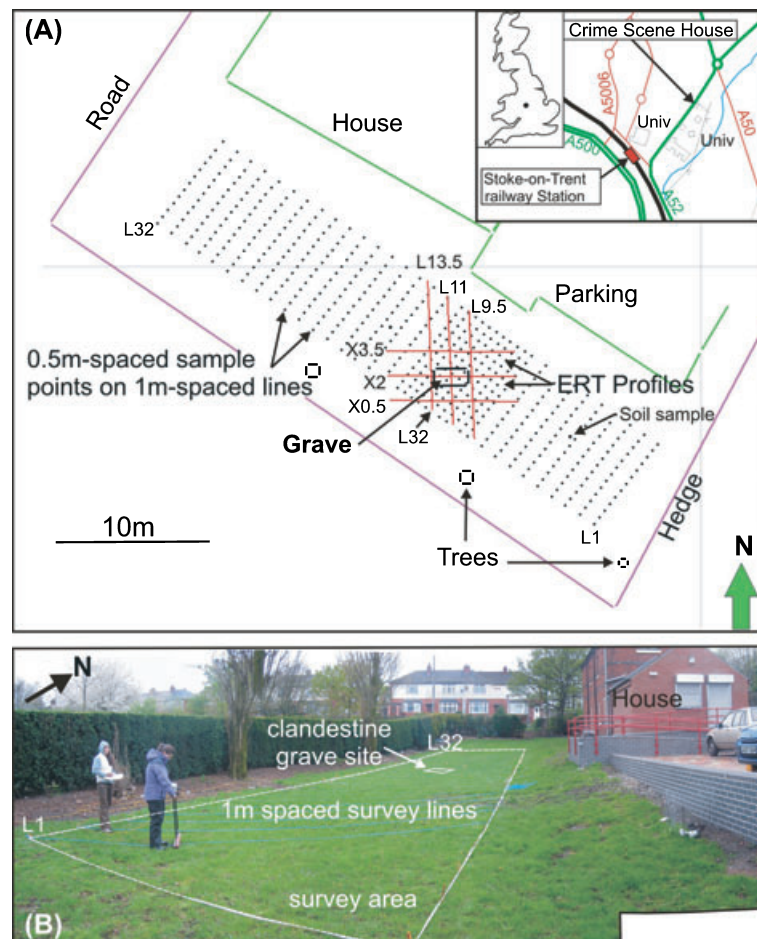 (A)
Road
House
L32
0.5m-spaced sample
points on 1m-spaced lines
L13.5
L11
L9.5
X3.5
X2
X0.5
L32
Grave
Parking
ERT Profiles
Soil sample
L1
Hedge
Trees
10m
N
Crime Scene House
A5006
Univ
Univ
A50
A500
A52
Stoke-on-Trent
railway Station
N
House
clandestine
grave site
L32
L1
1m spaced survey lines
survey area
(B)